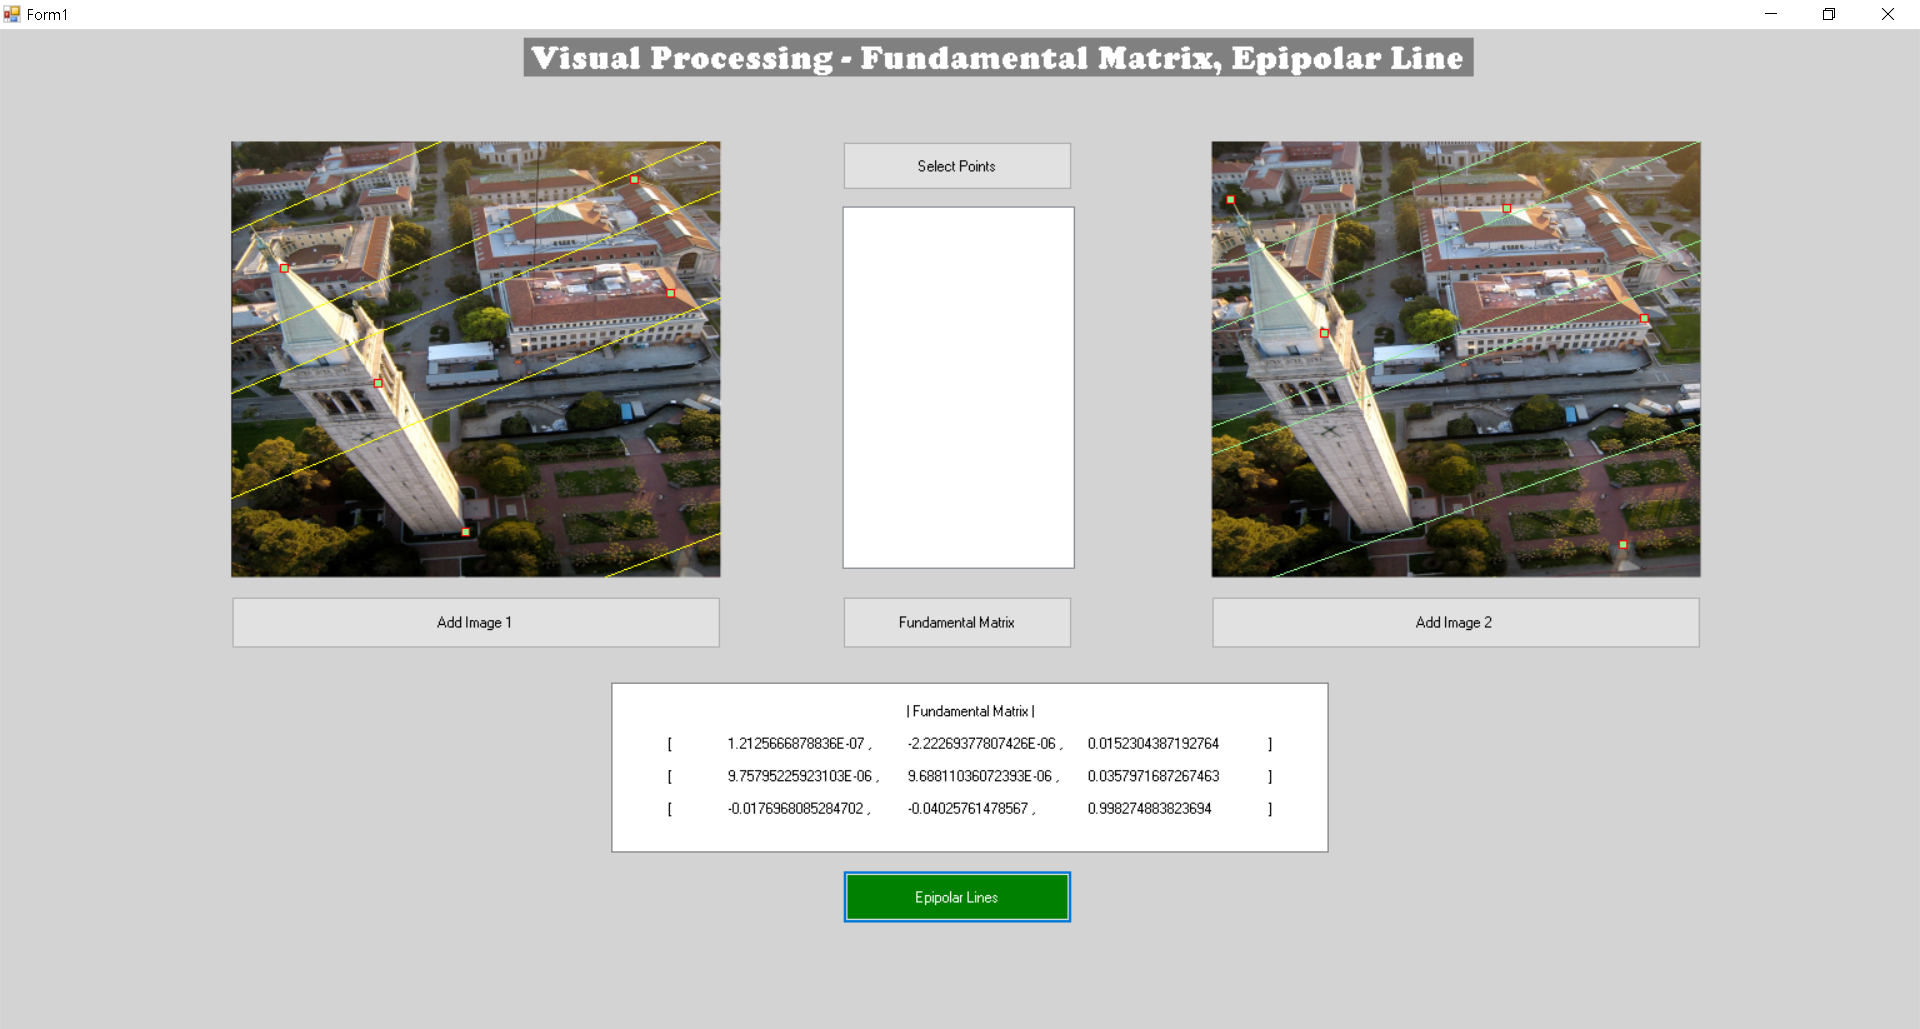 Form1
Visual Processing - Fundamental Matrix, Epipolar Line
Select Points
Add Image 1
Fundamental Matrix
Add Image 2
| Fundamental Matrix |
[ 1.2125666878836E-07 , -2.22269377807426E-06 , 0.0152304387192764 ]
[ 9.75795225923103E-06 , 9.68811036072393E-06 , 0.0357971687267463 ]
[ -0.0176968085284702 , -0.04025761478567 , 0.998274883823694 ]
Epipolar Lines